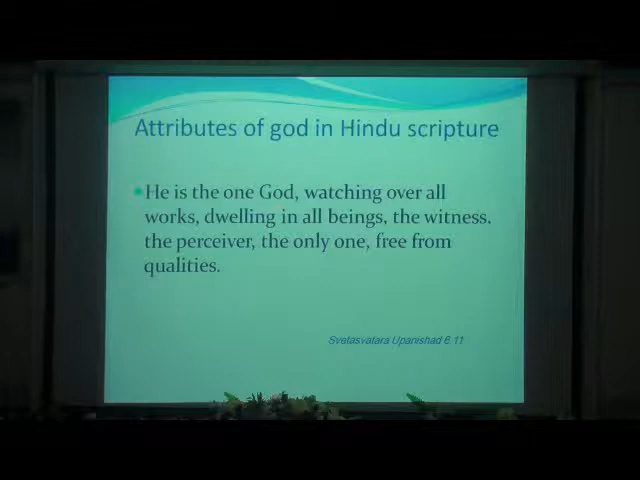 Attributes of god in Hindu scripture
He is the one God, watching over all
works, dwelling in all beings, the witness.
the perceiver, the only one, free from
qualities.
Svetasvatara Upanishad 6 11